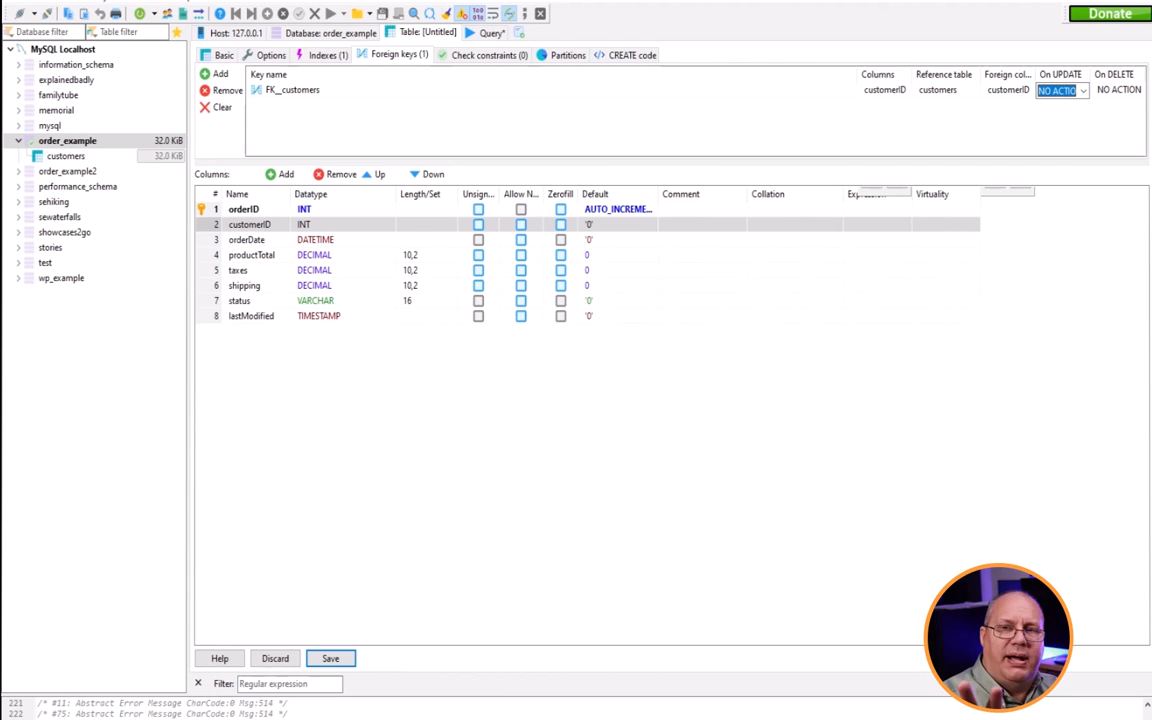 Donate
Database filter
Table filter
Host: 127.0.0.1
Database: order_example
Table: [Untitled]
Query*
MySQL Localhost
information_schema
explainedbadly
familytube
memorial
mysql
order_example 32.0 KiB
customers 32.0 KiB
order_example2
performance_schema
sehiking
sewaterfalls
showcases2go
stories
test
wp_example
Basic
Options
Indexes (1)
Foreign keys (1)
Check constraints (0)
Partitions
CREATE code
Add
Remove
Clear
Key name Columns Reference table Foreign col... On UPDATE On DELETE
FK__customers customerID customers customerID NO ACTIO NO ACTION
Columns: Add Remove Up Down
# Name Datatype Length/Set Unsign... Allow N... Zerofill Default Comment Collation Virtuality
1 orderID INT AUTO_INCREME...
2 customerID INT '0'
3 orderDate DATETIME '0'
4 productTotal DECIMAL 10,2 0
5 taxes DECIMAL 10,2 0
6 shipping DECIMAL 10,2 0
7 status VARCHAR 16 '0'
8 lastModified TIMESTAMP '0'
Help Discard Save
Filter: Regular expression
221 /* #11: Abstract Error Message CharCode:0 Msg:514 */
222 /* #75: Abstract Error Message CharCode:0 Msg:514 */